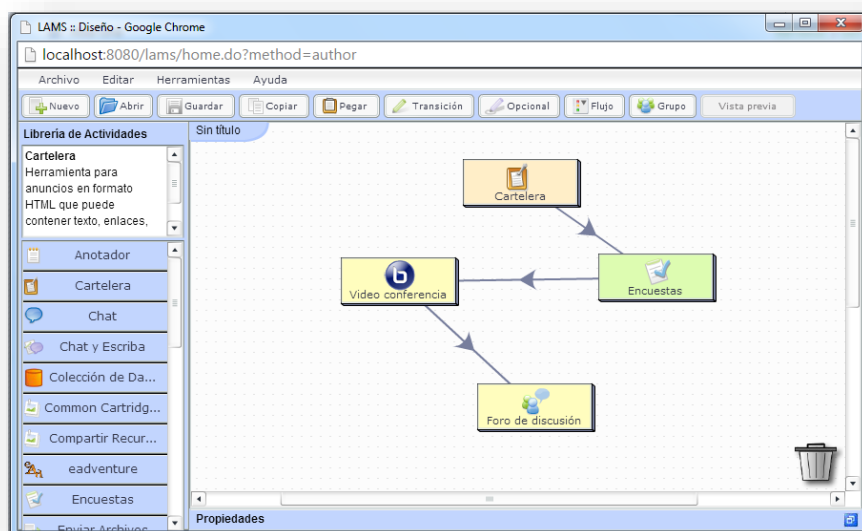 LAMS :: Diseño - Google Chrome
localhost:8080/lams/home.do?method=author
Archivo Editar Herramientas Ayuda
Nuevo Abrir Guardar Copiar Pegar Transición Opcional Flujo Grupo Vista previa
Librería de Actividades
Cartelera
Herramienta para
anuncios en formato
HTML que puede
contener texto, enlaces,
Anotador
Cartelera
Chat
Chat y Escriba
Colección de Da...
Common Cartridg...
Compartir Recur...
eadventure
Encuestas
Enviar Archivos
Sin título
Cartelera
Encuestas
b
Video conferencia
Foro de discusión
Propiedades